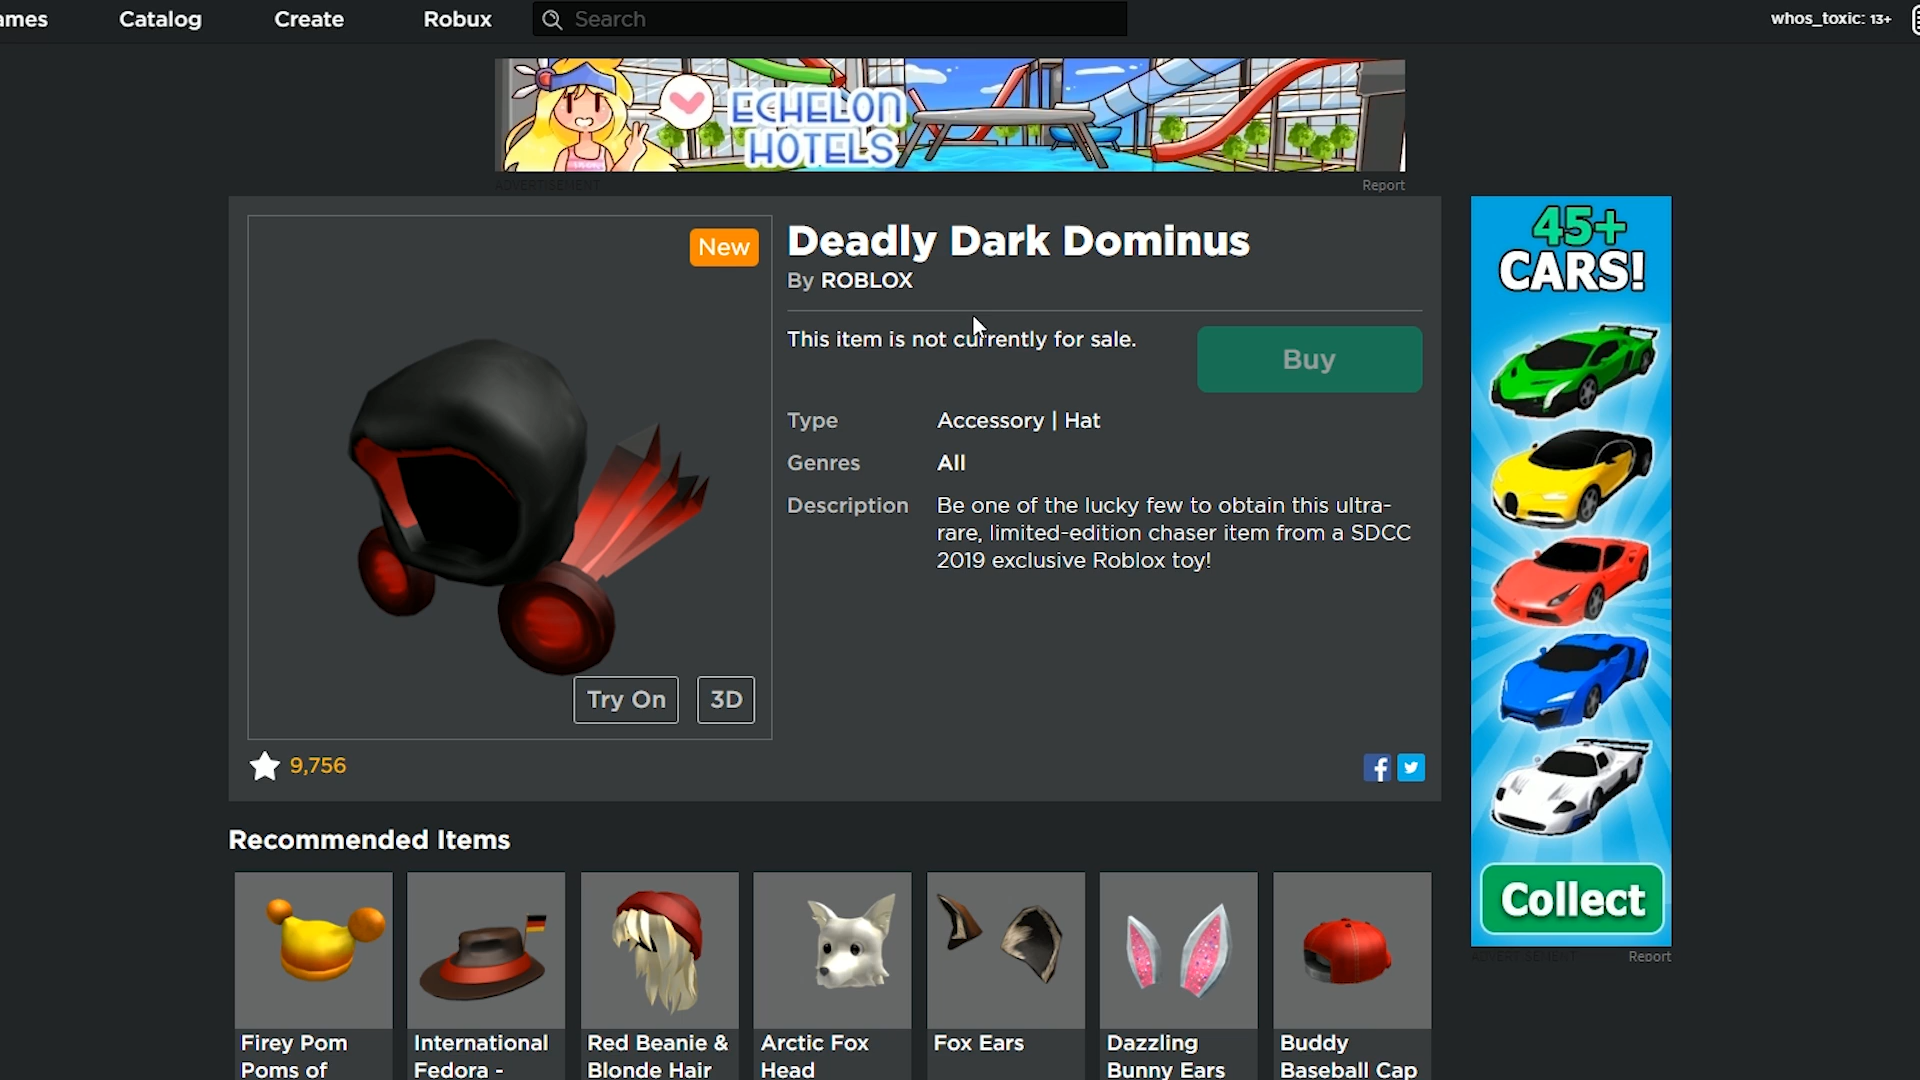 ames Catalog Create Robux Search whos_toxic: 13+
ECHELON
HOTELS
ADVERTISEMENT Report
New
Deadly Dark Dominus
By ROBLOX
This item is not currently for sale.
Buy
Type Accessory | Hat
Genres All
Description Be one of the lucky few to obtain this ultra-
rare, limited-edition chaser item from a SDCC
2019 exclusive Roblox toy!
Try On 3D
9,756
45+
CARS!
Collect
ADVERTISEMENT Report
Recommended Items
Firey Pom
Poms of
International
Fedora -
Red Beanie &
Blonde Hair
Arctic Fox
Head
Fox Ears
Dazzling
Bunny Ears
Buddy
Baseball Cap